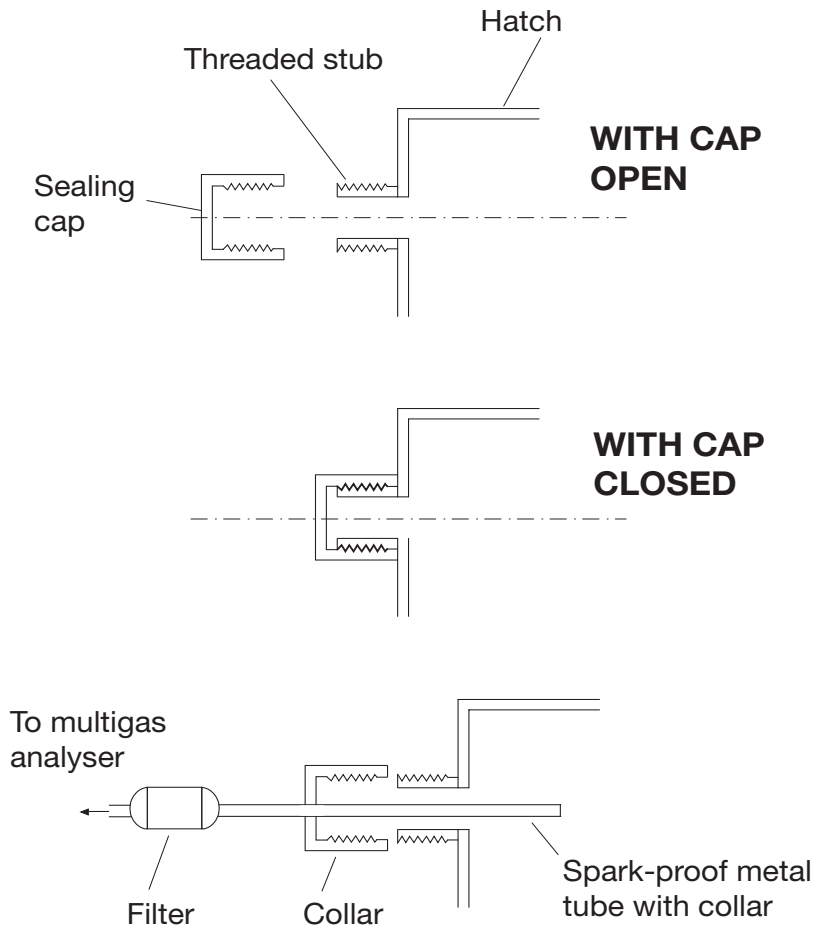 Hatch
Threaded stub
WITH CAP
OPEN
Sealing
cap
WITH CAP
CLOSED
To multigas
analyser
Spark-proof metal
tube with collar
Filter
Collar